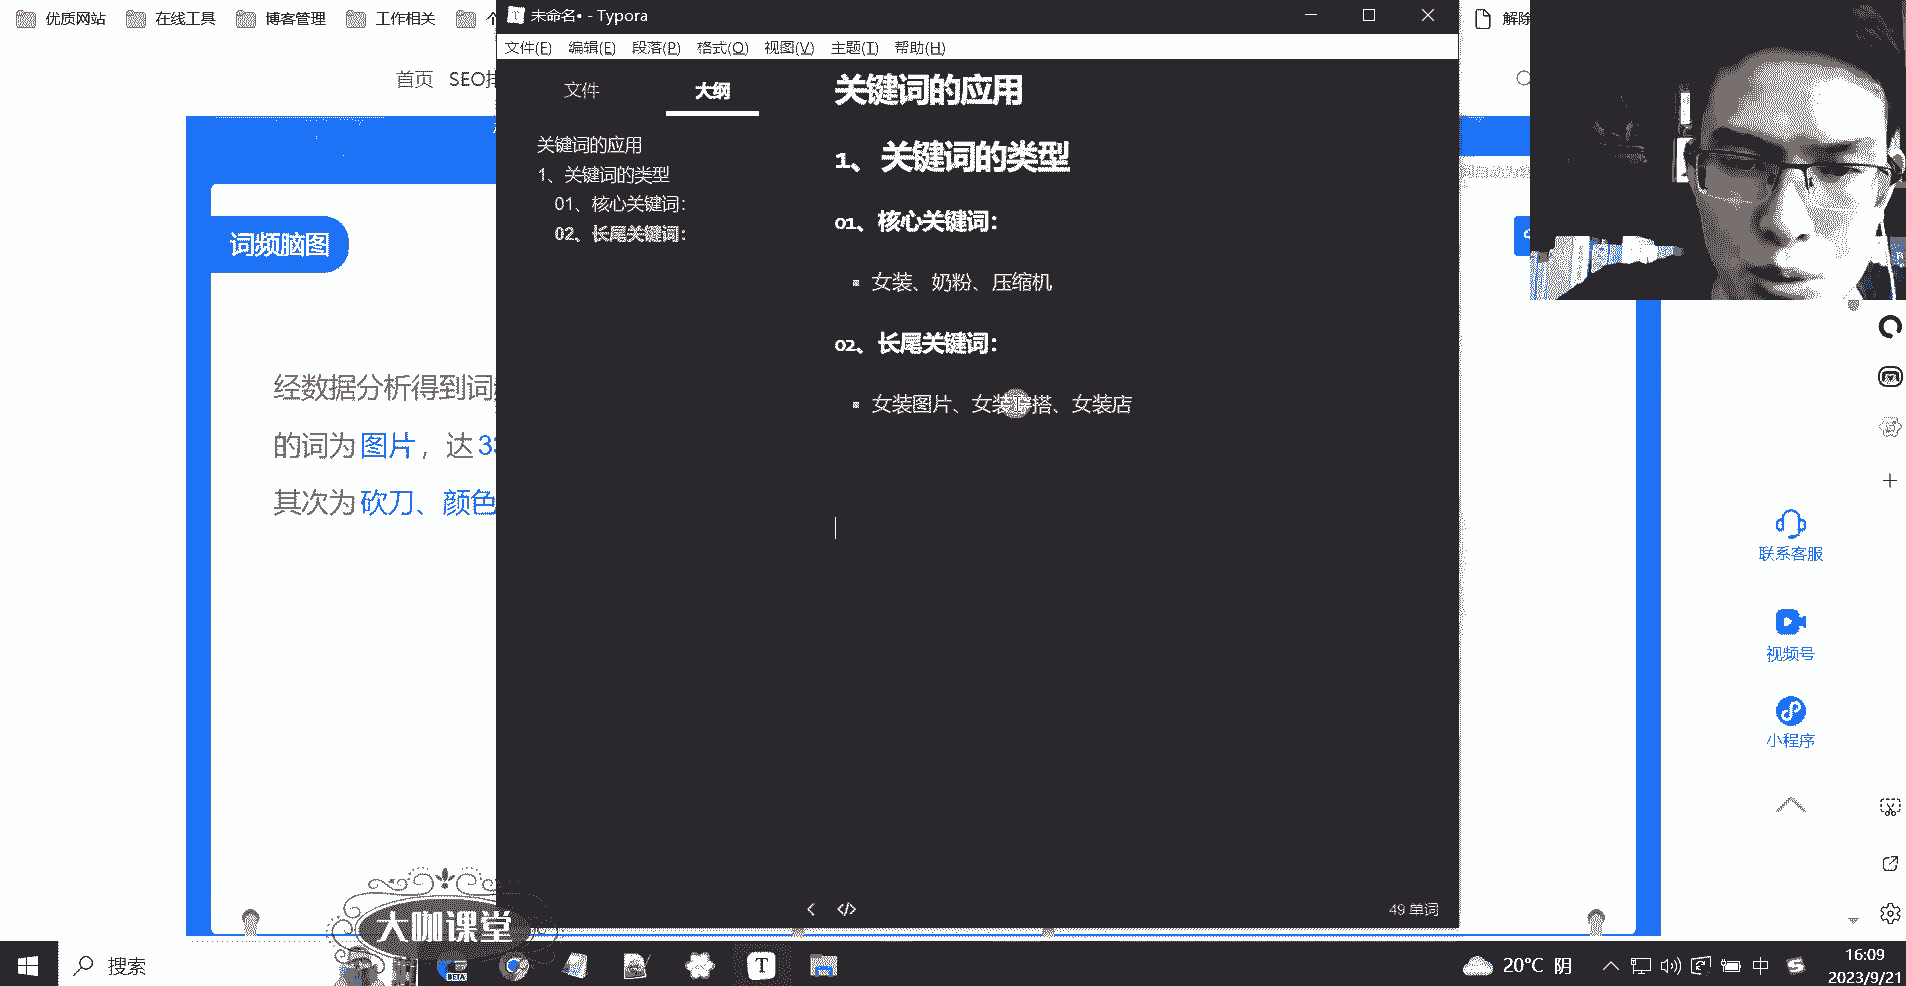 优质网站 在线工具 博客管理 工作相关
未命名• - Typora
解除
文件(F) 编辑(E) 段落(P) 格式(O) 视图(V) 主题(T) 帮助(H)
首页 SEO
文件 大纲
关键词的应用
1、关键词的类型
01、核心关键词：
02、长尾关键词：
关键词的应用
1、关键词的类型
01、核心关键词：
女装、奶粉、压缩机
02、长尾关键词：
女装图片、女装穿搭、女装店
词频脑图
经数据分析得到词
的词为 图片，达 33
其次为 砍刀、颜色
联系客服
视频号
小程序
49 单词
大咖课堂
搜索
BETA
T
20°C 阴
中
16:09
2023/9/21